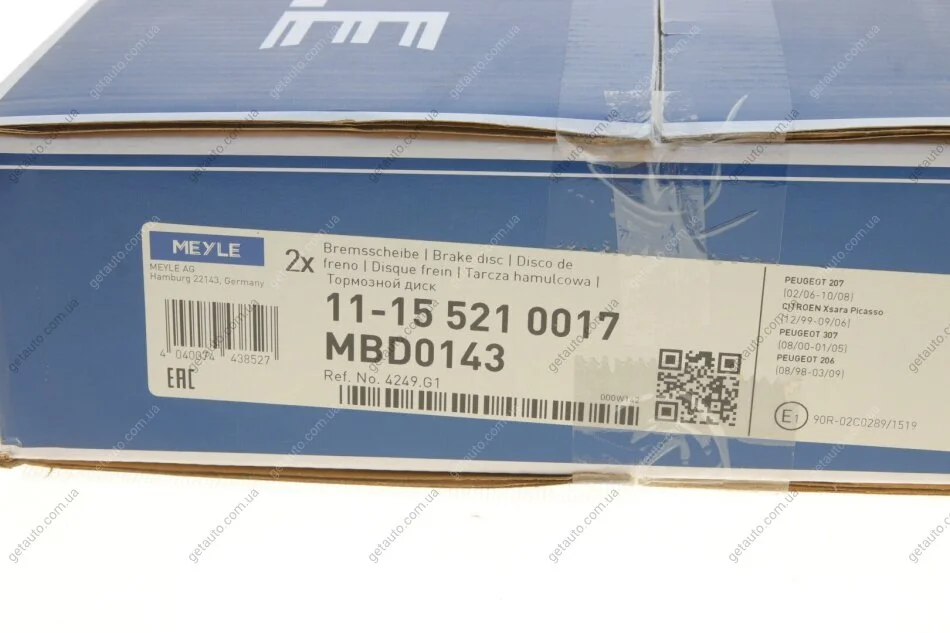 MEYLE
MEYLE AG
Hamburg 22143, Germany
4 040074 438527
EAC
2x
Bremsscheibe | Brake disc | Disco de
freno | Disque frein | Tarcza hamulcowa |
Тормозной диск
11-15 521 0017
MBD0143
Ref. No. 4249.G1
PEUGEOT 207
(02/06-10/08)
CITROEN Xsara Picasso
(12/99-09/06)
PEUGEOT 307
(08/00-01/05)
PEUGEOT 206
(08/98-03/09)
E1 90R-02C0289/1519
getauto.com.ua